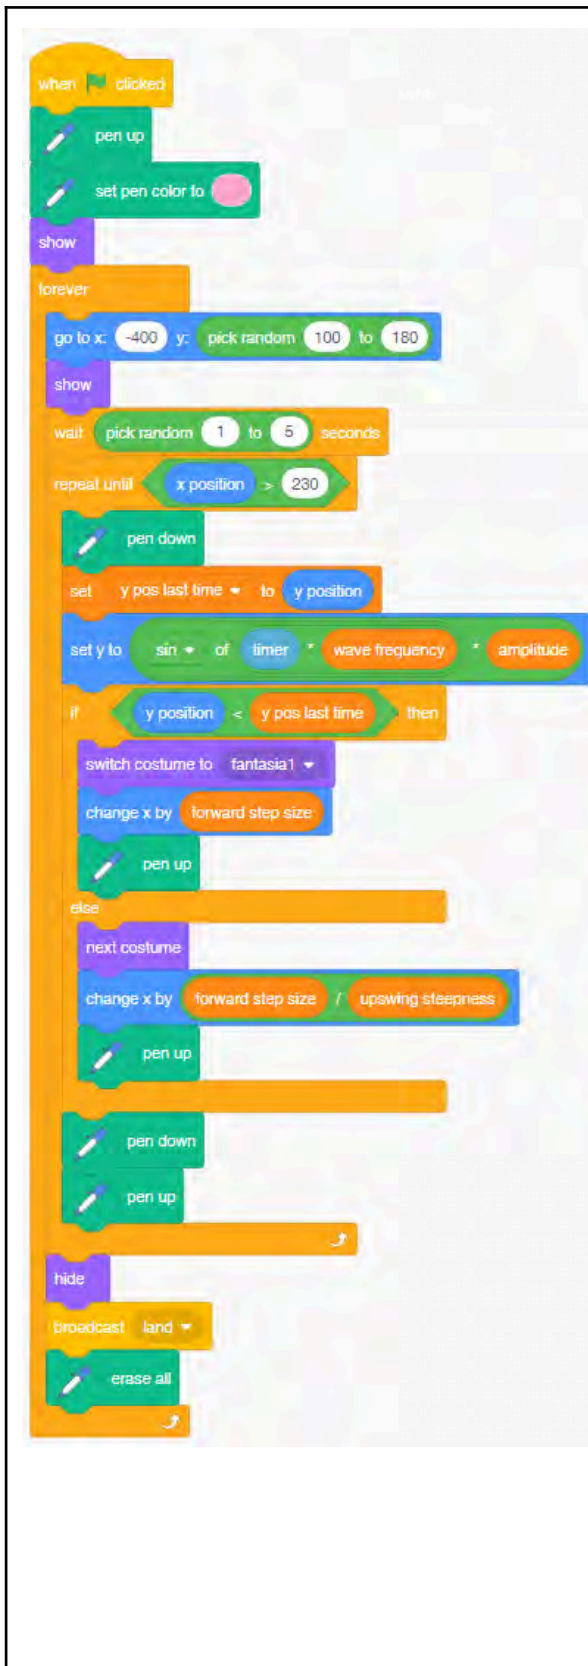 when clicked
pen up
set pen color to
show
forever
go to x: -400 y: pick random 100 to 180
show
wait pick random 1 to 5 seconds
repeat until x position > 230
pen down
set y pos last time to y position
set y to sin of timer * wave frequency * amplitude
if y position < y pos last time then
switch costume to fantasia1
change x by forward step size
pen up
else
next costume
change x by forward step size / upswing steepness
pen up
pen down
pen up
hide
broadcast land
erase all